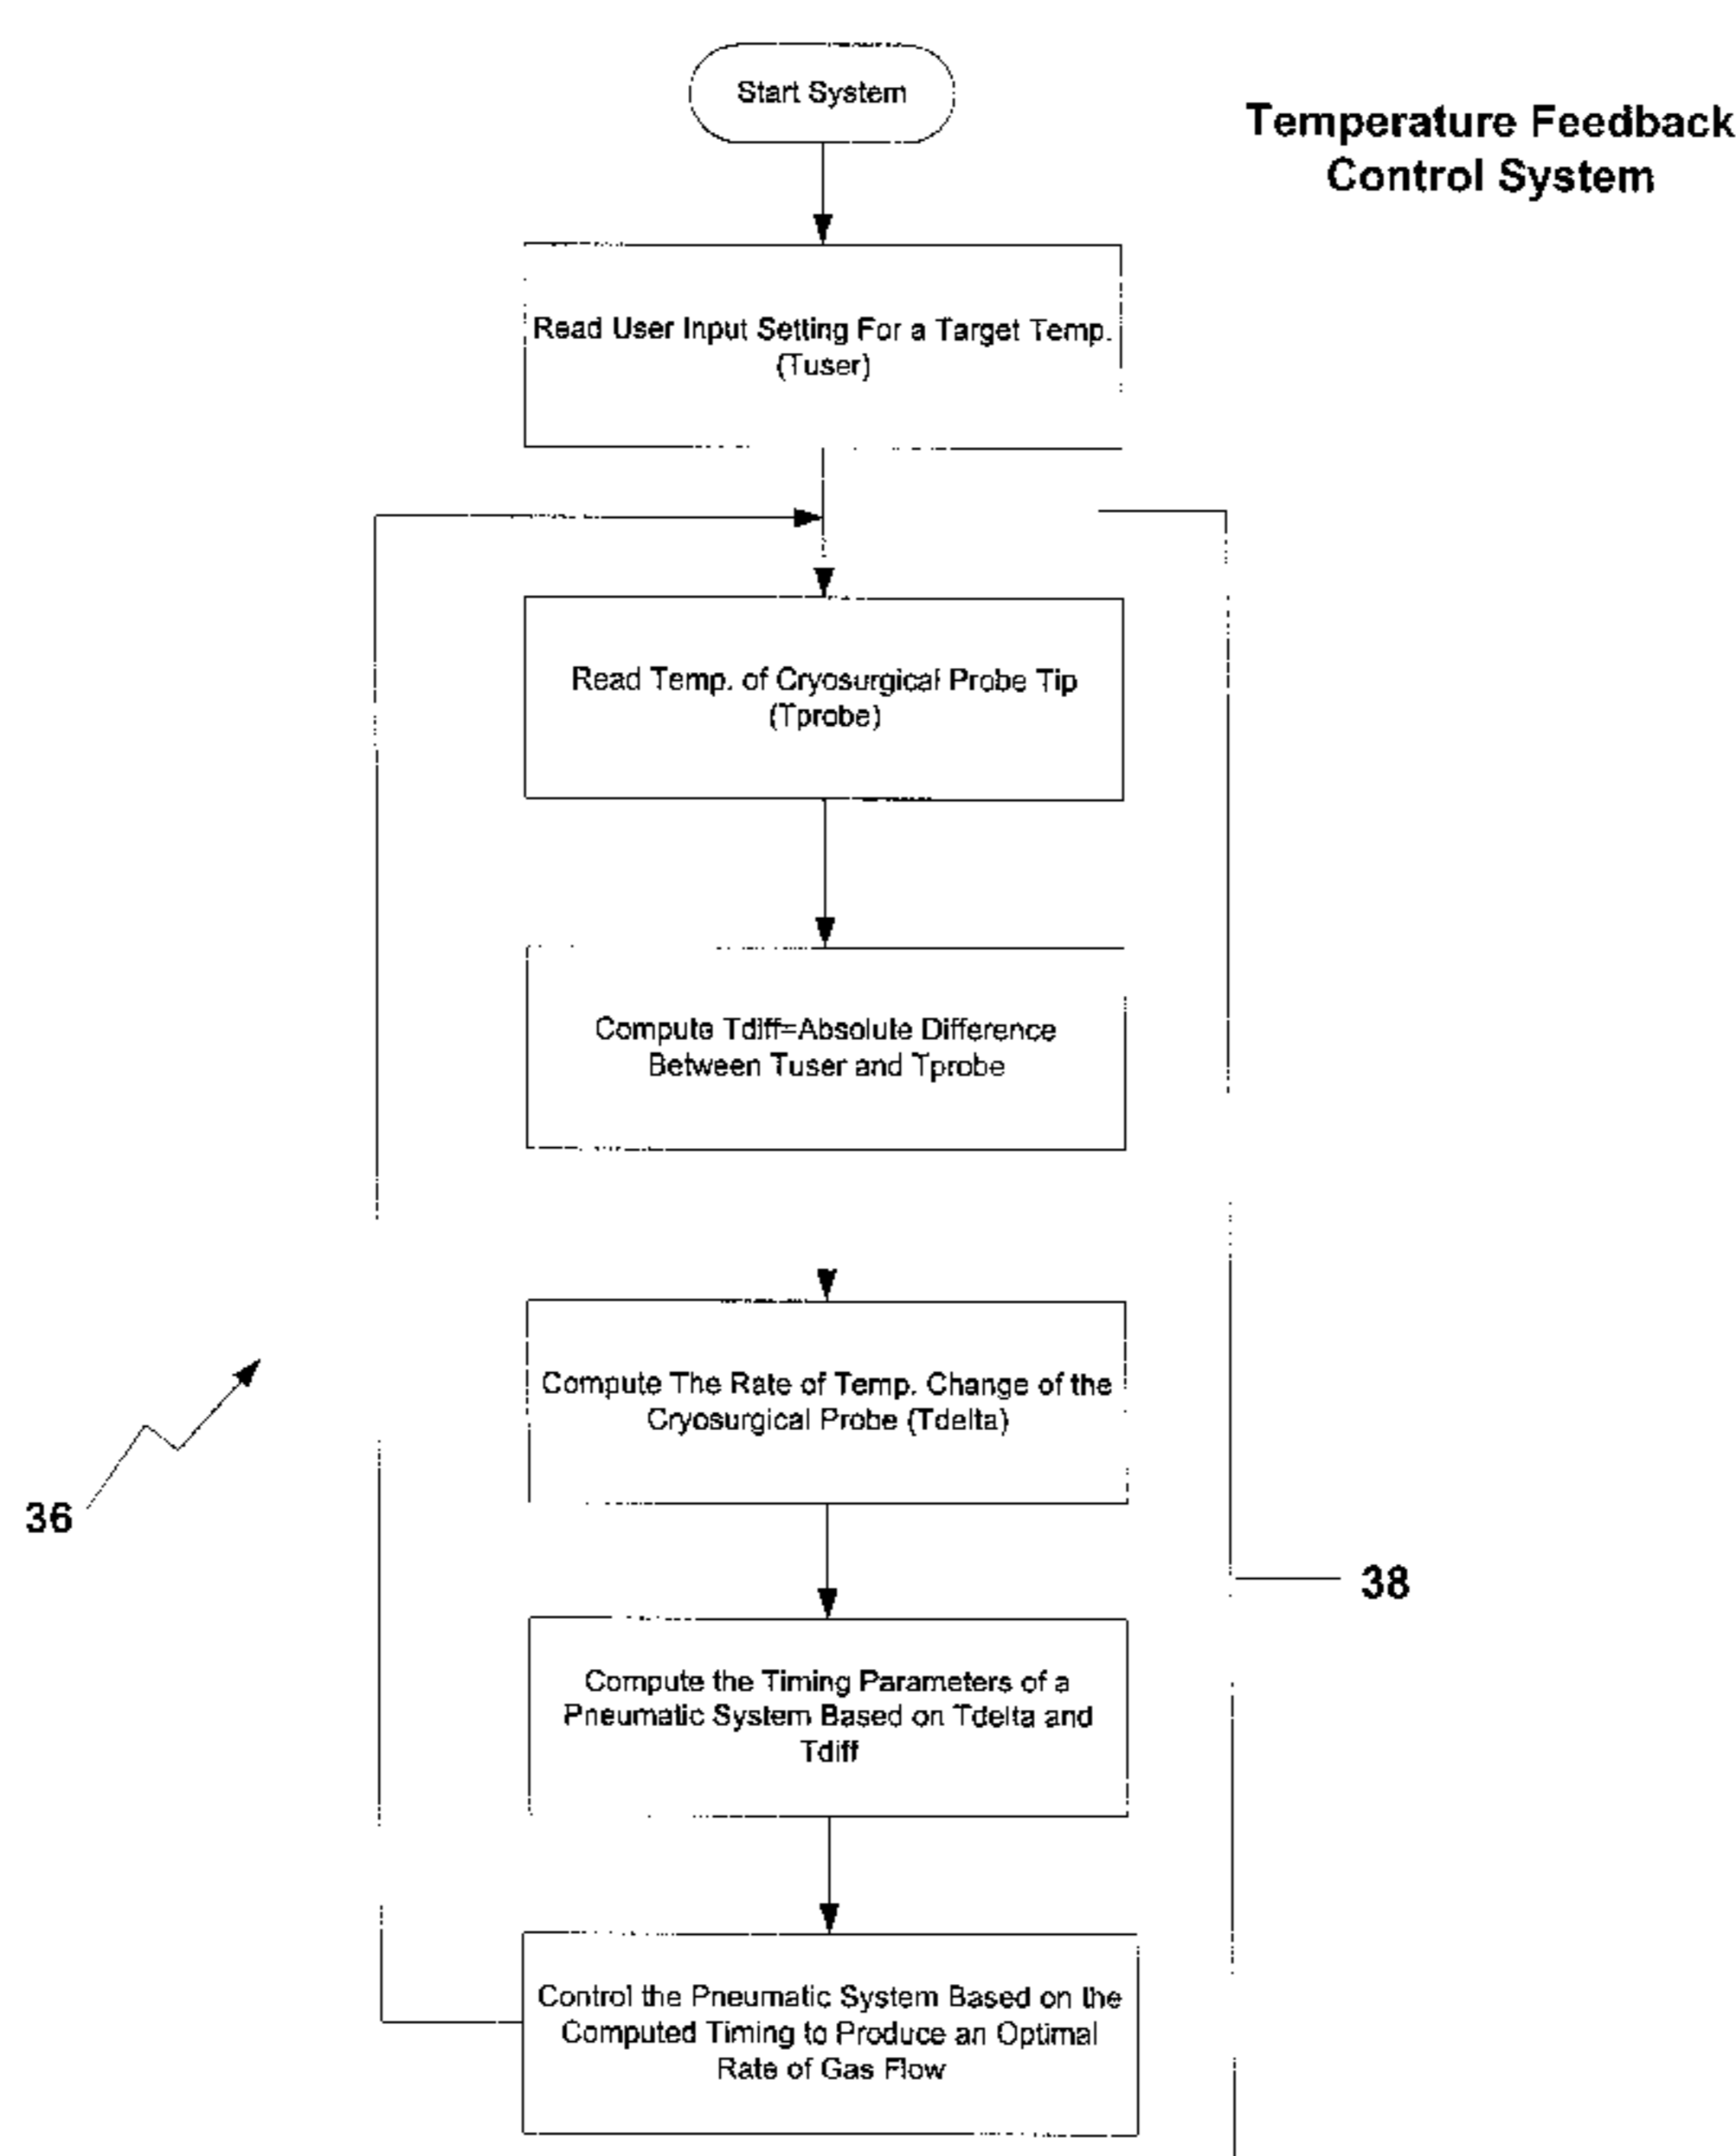 Start System
Temperature Feedback
Control System
Read User Input Setting For a Target Temp.
(Tuser)
Read Temp. of Cryosurgical Probe Tip
(Tprobe)
Compute Tdiff=Absolute Difference
Between Tuser and Tprobe
Compute The Rate of Temp. Change of the
Cryosurgical Probe (Tdelta)
36
38
Compute the Timing Parameters of a
Pneumatic System Based on Tdelta and
Tdiff
Control the Pneumatic System Based on the
Computed Timing to Produce an Optimal
Rate of Gas Flow